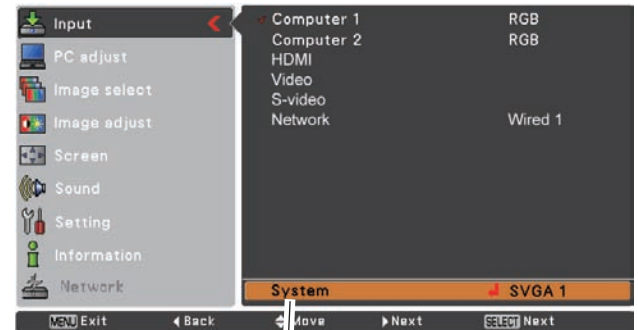 Input
PC adjust
Image select
Image adjust
Screen
Sound
Setting
Information
Network
Computer 1 RGB
Computer 2 RGB
HDMI
Video
S-video
Network Wired 1
System SVGA 1
MENU Exit Back Move Next SELECT Next